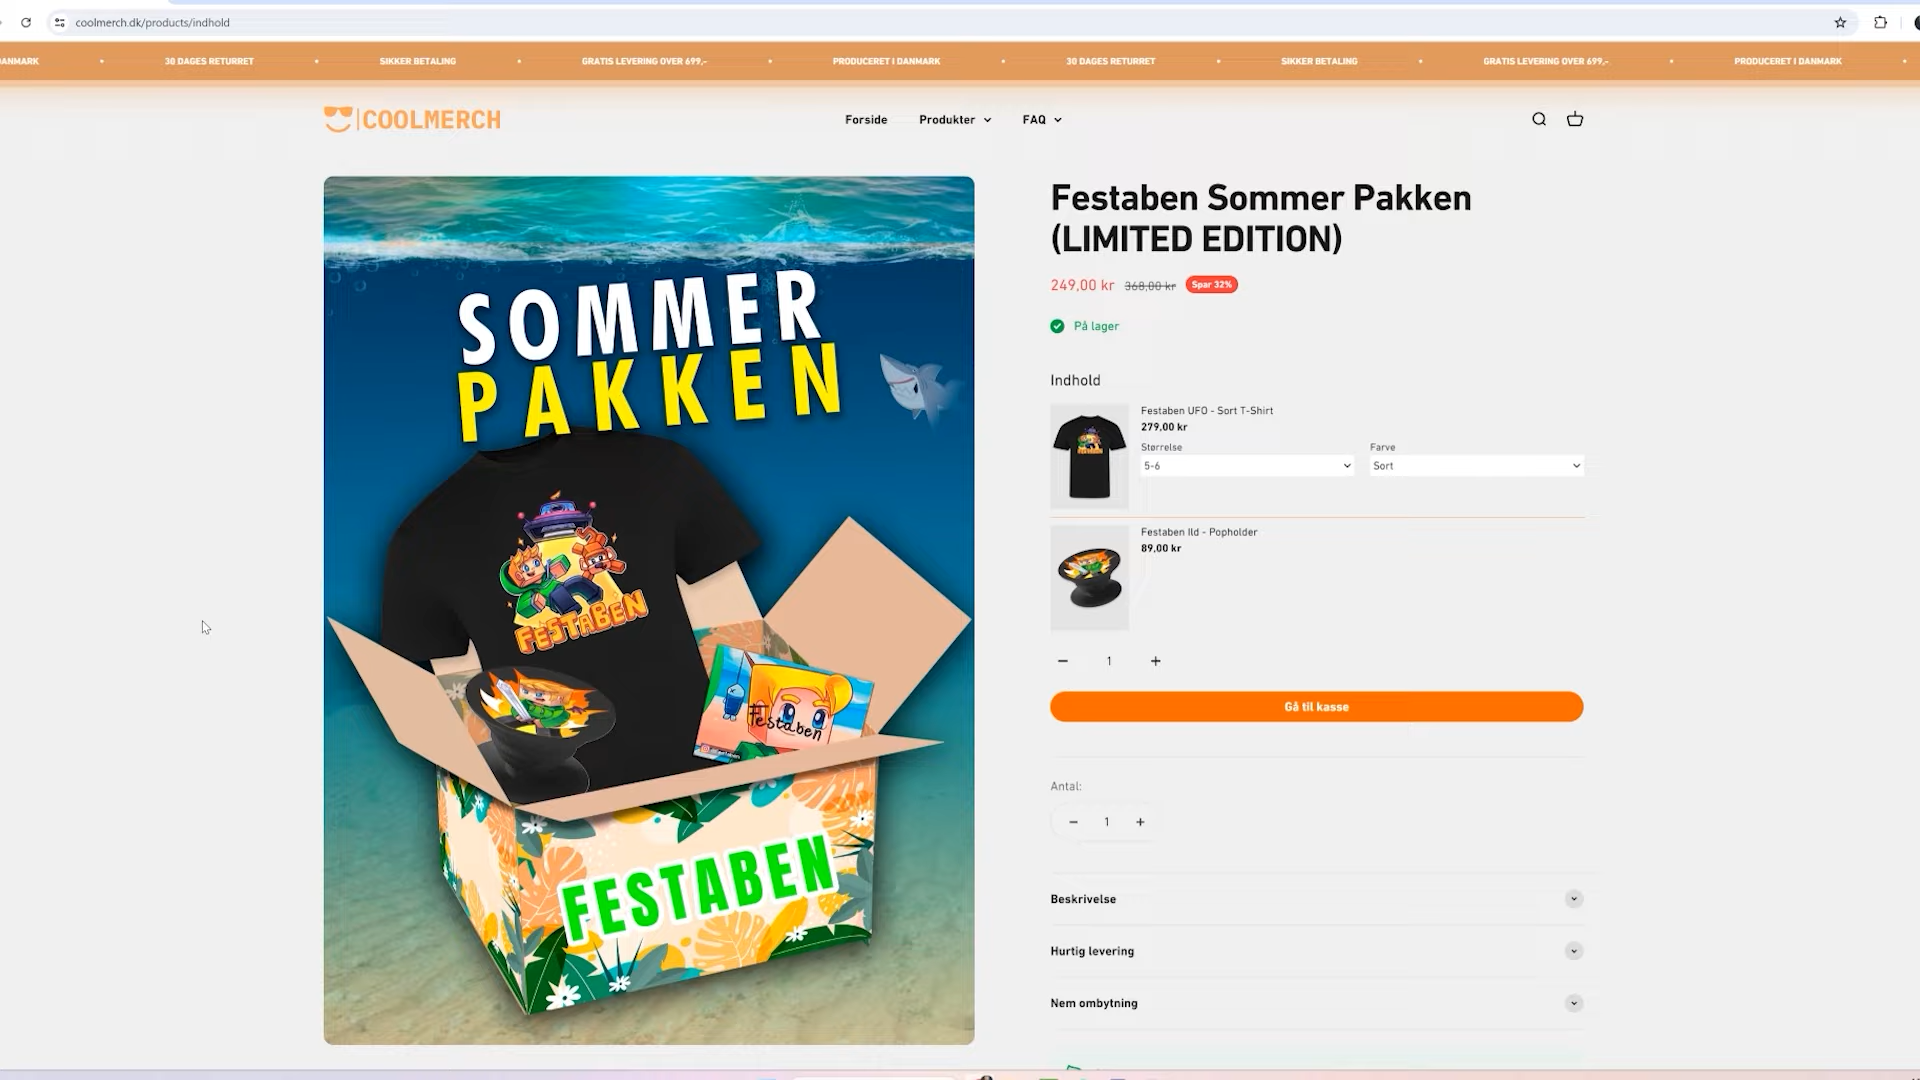 coolmerch.dk/products/indhold
DANMARK • 30 DAGES RETURRET • SIKKER BETALING • GRATIS LEVERING OVER 699,- • PRODUCERET I DANMARK • 30 DAGES RETURRET • SIKKER BETALING • GRATIS LEVERING OVER 699,- • PRODUCERET I DANMARK •
COOLMERCH
Forside
Produkter
FAQ
SOMMER
PAKKEN
FESTABEN
Festaben
FESTABEN
Festaben Sommer Pakken
(LIMITED EDITION)
249,00 kr 368,00 kr Spar 32%
På lager
Indhold
Festaben UFO - Sort T-Shirt
279,00 kr
Størrelse Farve
5-6 Sort
Festaben Ild - Popholder
89,00 kr
− 1 +
Gå til kasse
Antal:
− 1 +
Beskrivelse
Hurtig levering
Nem ombytning